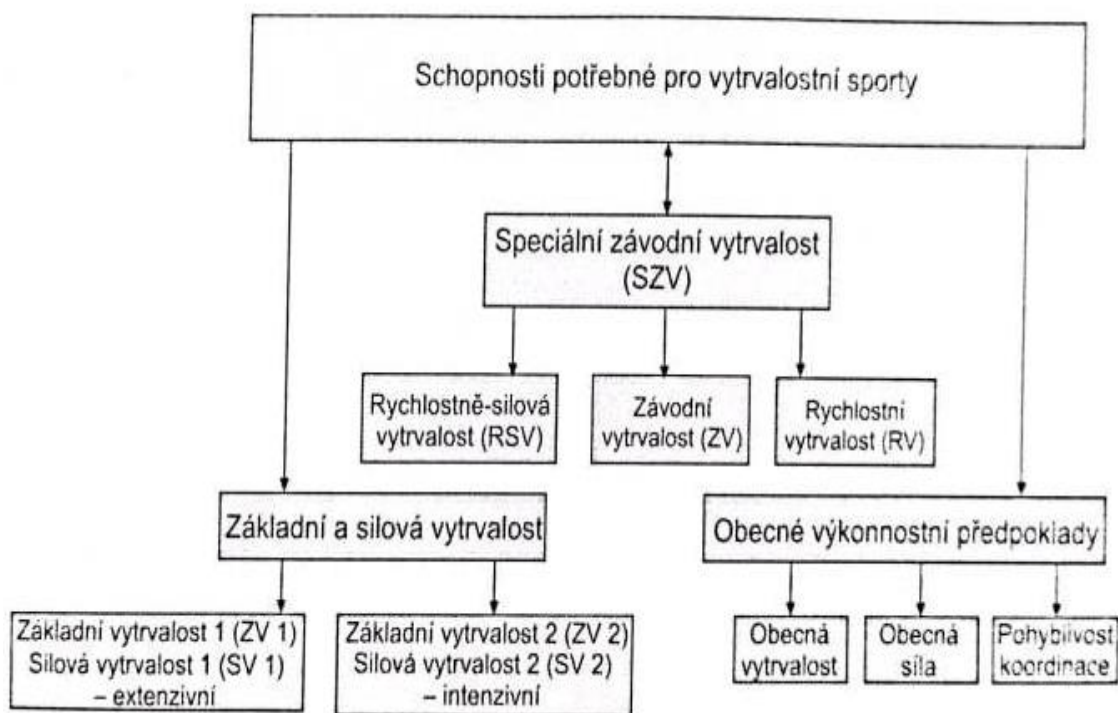 Schopnosti potřebné pro vytrvalostní sporty
Speciální závodní vytrvalost
(SZV)
Rychlostně-silová
vytrvalost (RSV)
Závodní
vytrvalost (ZV)
Rychlostní
vytrvalost (RV)
Základní a silová vytrvalost
Obecné výkonnostní předpoklady
Základní vytrvalost 1 (ZV 1)
Silová vytrvalost 1 (SV 1)
– extenzivní
Základní vytrvalost 2 (ZV 2)
Silová vytrvalost 2 (SV 2)
– intenzivní
Obecná
vytrvalost
Obecná
síla
Pohyblivost
koordinace